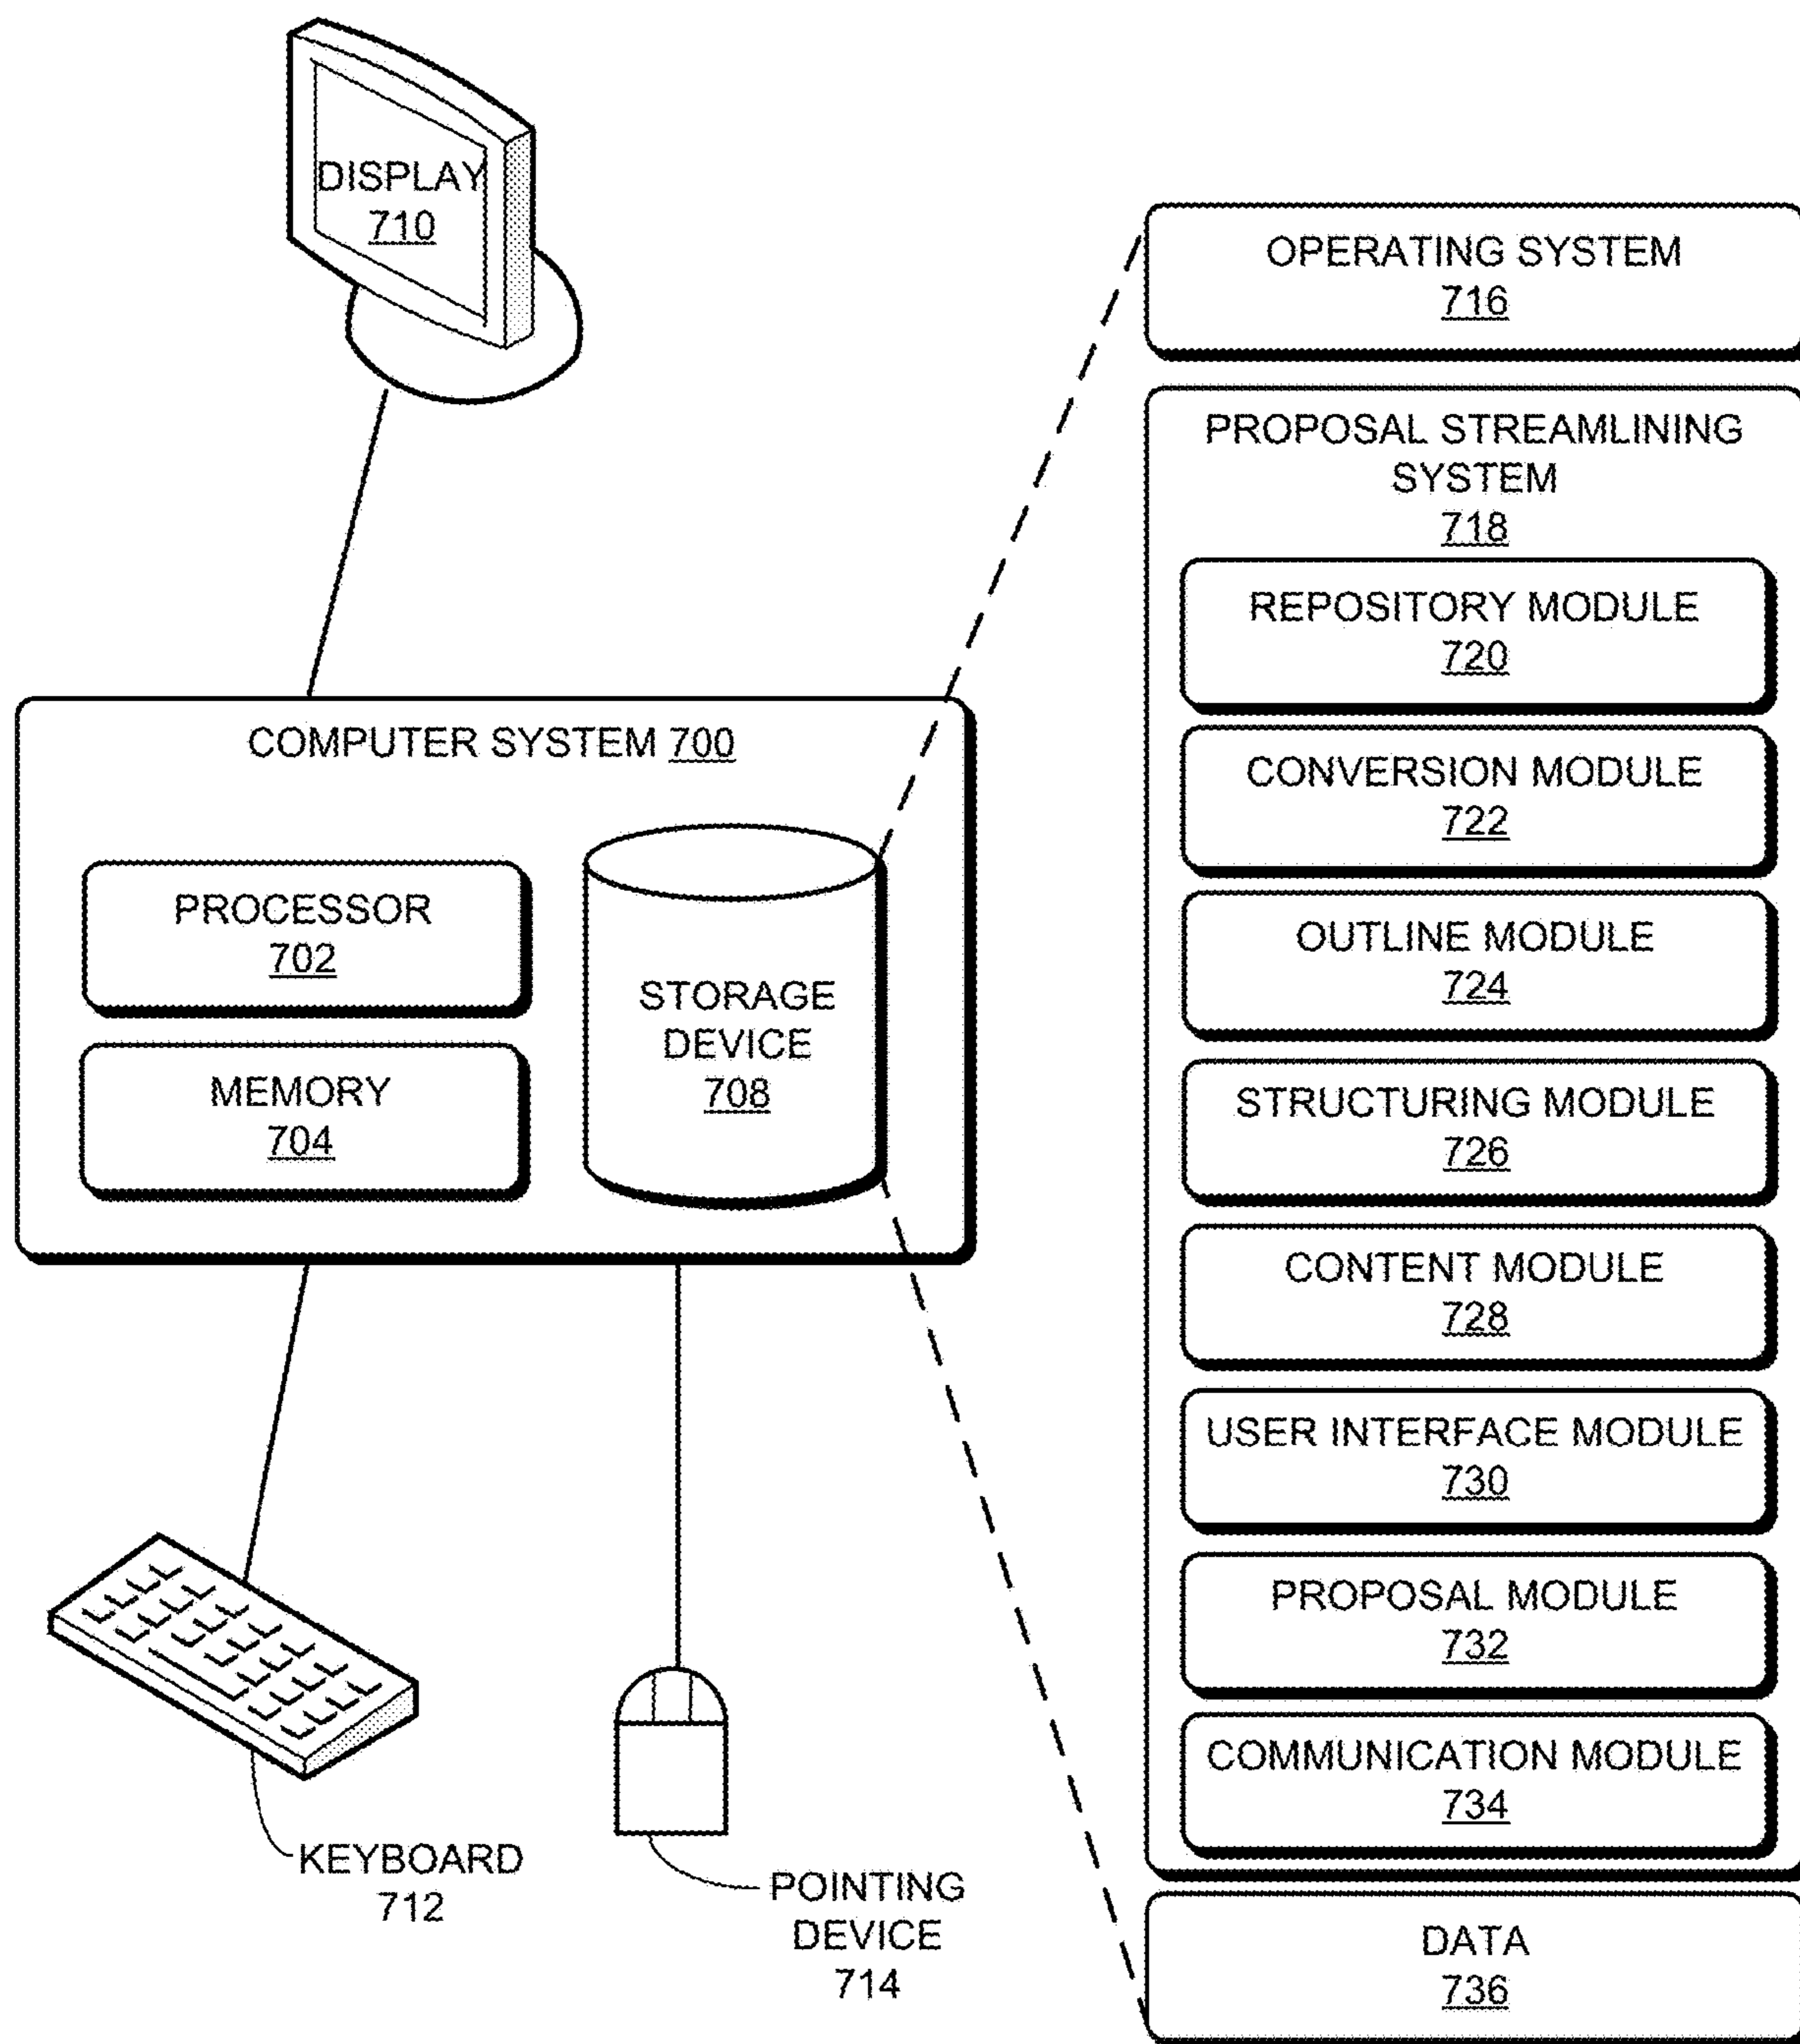 DISPLAY
710
COMPUTER SYSTEM 700
PROCESSOR
702
MEMORY
704
STORAGE
DEVICE
708
KEYBOARD
712
POINTING
DEVICE
714
OPERATING SYSTEM
716
PROPOSAL STREAMLINING
SYSTEM
718
REPOSITORY MODULE
720
CONVERSION MODULE
722
OUTLINE MODULE
724
STRUCTURING MODULE
726
CONTENT MODULE
728
USER INTERFACE MODULE
730
PROPOSAL MODULE
732
COMMUNICATION MODULE
734
DATA
736